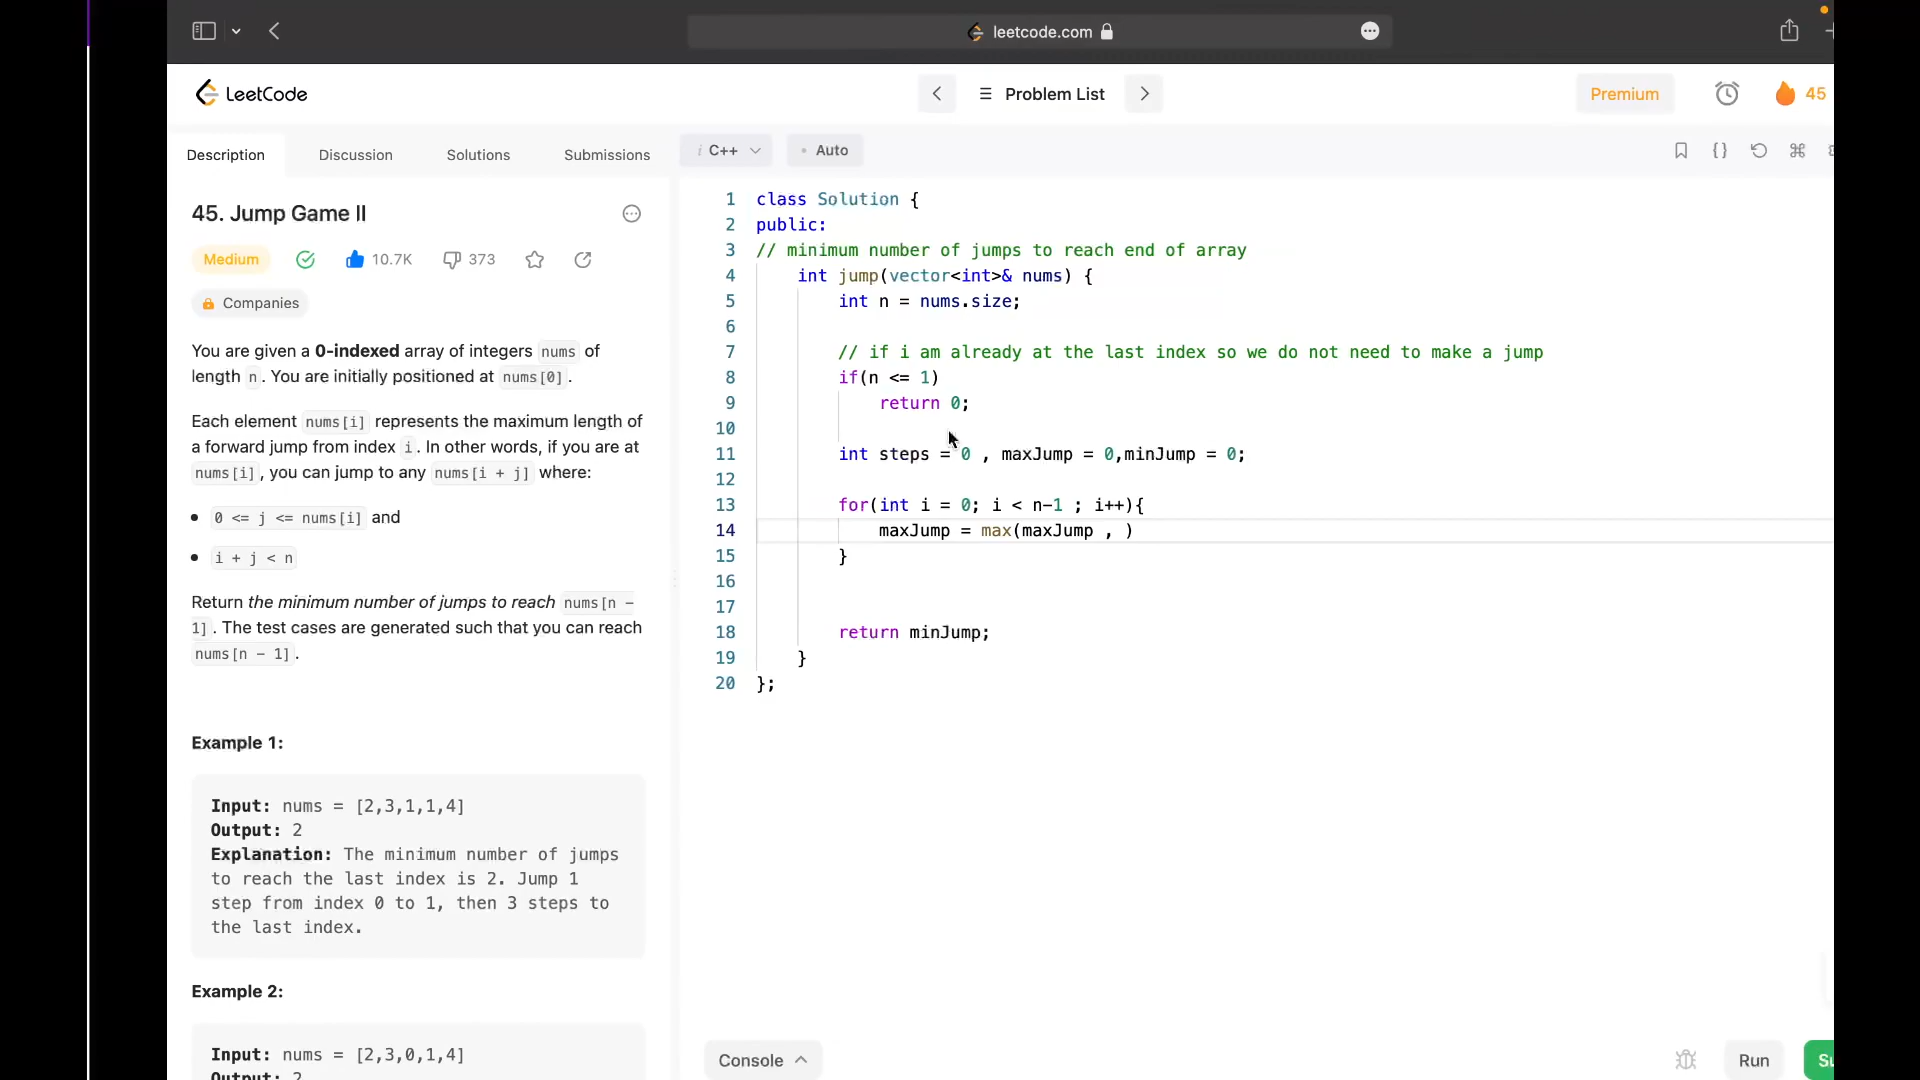 leetcode.com
LeetCode
Problem List
Premium
45
Description
Discussion
Solutions
Submissions
i C++
• Auto
{}
45. Jump Game II
Medium
10.7K
373
Companies
You are given a 0-indexed array of integers nums of
length n. You are initially positioned at nums[0].
Each element nums[i] represents the maximum length of
a forward jump from index i. In other words, if you are at
nums[i], you can jump to any nums[i + j] where:
• 0 <= j <= nums[i] and
• i + j < n
Return the minimum number of jumps to reach nums[n -
1]. The test cases are generated such that you can reach
nums[n - 1].
Example 1:
Input: nums = [2,3,1,1,4]
Output: 2
Explanation: The minimum number of jumps
to reach the last index is 2. Jump 1
step from index 0 to 1, then 3 steps to
the last index.
Example 2:
Input: nums = [2,3,0,1,4]
Output: 2
1 class Solution {
2 public:
3 // minimum number of jumps to reach end of array
4 int jump(vector<int>& nums) {
5 int n = nums.size;
6
7 // if i am already at the last index so we do not need to make a jump
8 if(n <= 1)
9 return 0;
10
11 int steps = 0 , maxJump = 0,minJump = 0;
12
13 for(int i = 0; i < n-1 ; i++){
14 maxJump = max(maxJump , )
15 }
16
17
18 return minJump;
19 }
20 };
Console
Run
Su